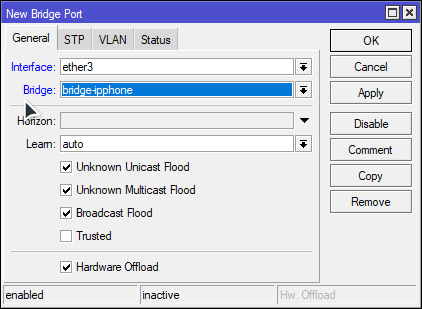 New Bridge Port
General STP VLAN Status
Interface: ether3
Bridge: bridge-ipphone
Horizon:
Learn: auto
Unknown Unicast Flood
Unknown Multicast Flood
Broadcast Flood
Trusted
Hardware Offload
OK
Cancel
Apply
Disable
Comment
Copy
Remove
enabled inactive Hw. Offload